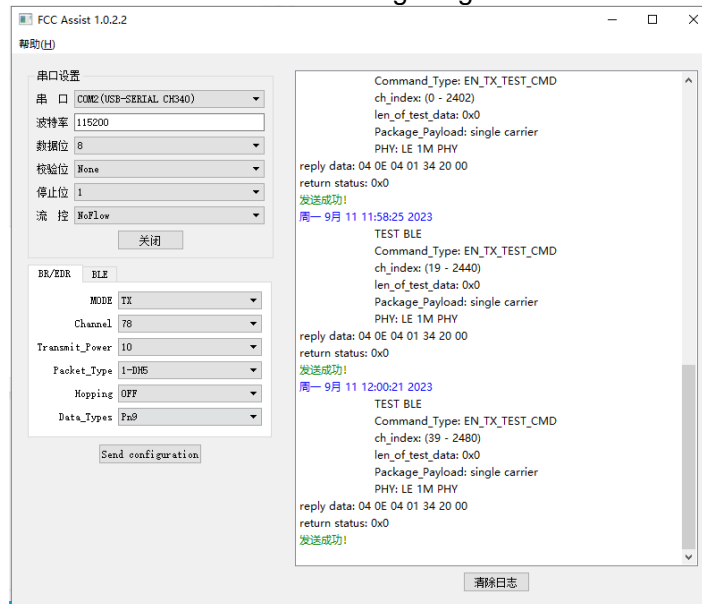 FCC Assist 1.0.2.2
帮助(H)
串口设置
串 口 COM2(USB-SERIAL CH340)
波特率 115200
数据位 8
校验位 None
停止位 1
流 控 NoFlow
关闭
BR/EDR BLE
MODE TX
Channel 78
Transmit_Power 10
Packet_Type 1-DH5
Hopping OFF
Data_Types Pn9
Send configuration
Command_Type: EN_TX_TEST_CMD
ch_index: (0 - 2402)
len_of_test_data: 0x0
Package_Payload: single carrier
PHY: LE 1M PHY
reply data: 04 0E 04 01 34 20 00
return status: 0x0
发送成功!
周一 9月 11 11:58:25 2023
TEST BLE
Command_Type: EN_TX_TEST_CMD
ch_index: (19 - 2440)
len_of_test_data: 0x0
Package_Payload: single carrier
PHY: LE 1M PHY
reply data: 04 0E 04 01 34 20 00
return status: 0x0
发送成功!
周一 9月 11 12:00:21 2023
TEST BLE
Command_Type: EN_TX_TEST_CMD
ch_index: (39 - 2480)
len_of_test_data: 0x0
Package_Payload: single carrier
PHY: LE 1M PHY
reply data: 04 0E 04 01 34 20 00
return status: 0x0
发送成功!
清除日志